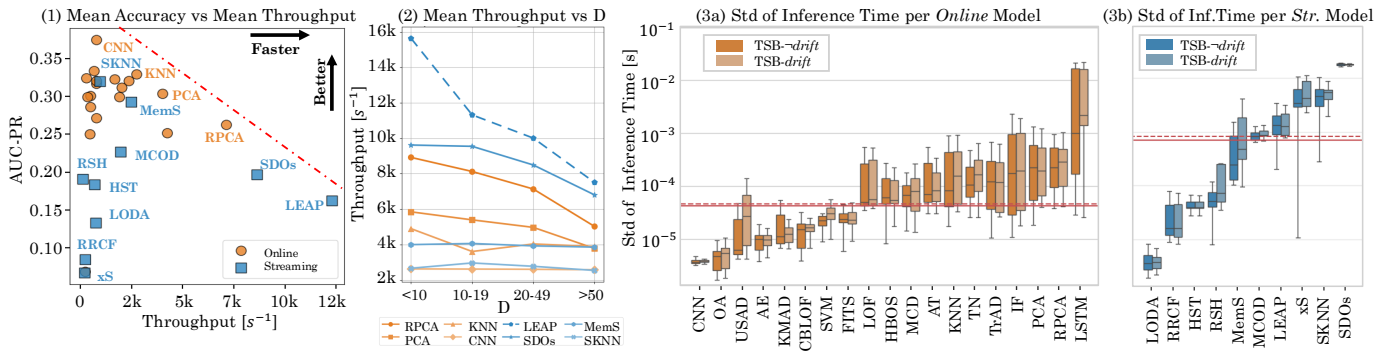 (1) Mean Accuracy vs Mean Throughput
AUC-PR
0.35
0.30
0.25
0.20
0.15
0.10
CNN
SKNN
KNN
PCA
MemS
RPCA
MCOD
RSH
HST
SDOs
LEAP
LODA
RRCF
xS
Faster
Better
Online
Streaming
0
2k
4k
7k
10k
12k
Throughput [s⁻¹]
(2) Mean Throughput vs D
Throughput [s⁻¹]
16k
14k
12k
10k
8k
6k
4k
2k
<10
10-19
20-49
>50
D
RPCA
KNN
LEAP
MemS
PCA
CNN
SDOs
SKNN
(3a) Std of Inference Time per Online Model
Std of Inference Time [s]
10⁻¹
10⁻²
10⁻³
10⁻⁴
10⁻⁵
TSB-¬drift
TSB-drift
CNN
OA
USAD
AE
KMAD
CBLOF
SVM
FITS
LOF
HBOS
MCD
AT
KNN
TN
TrAD
IF
PCA
RPCA
LSTM
(3b) Std of Inf.Time per Str. Model
TSB-¬drift
TSB-drift
LODA
RRCF
HST
RSH
MemS
MCOD
LEAP
xS
SKNN
SDOs